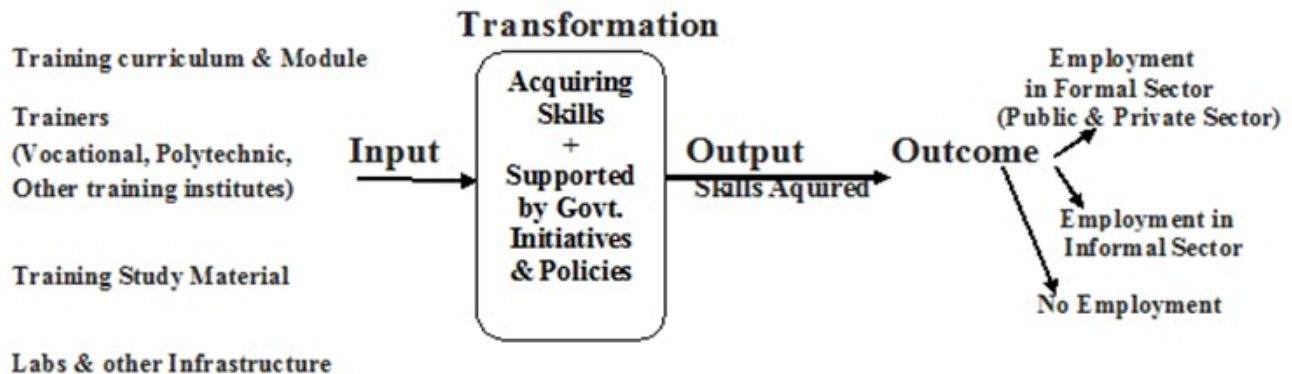 Training curriculum & Module
Trainers
(Vocational, Polytechnic,
Other training institutes)
Training Study Material
Labs & other Infrastructure
Input
Transformation
Acquiring
Skills
+
Supported
by Govt.
Initiatives
& Policies
Output
Skills Aquired
Outcome
Employment
in Formal Sector
(Public & Private Sector)
Employment in
Informal Sector
No Employment